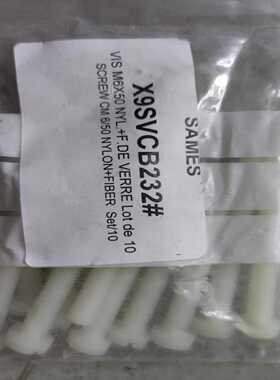 SAMES
X9SVCB232#
VIS M6X50 NYL.+F.DE VERRE Lot de 10
SCREW CM 6/50 NYLON+FIBER Set/10